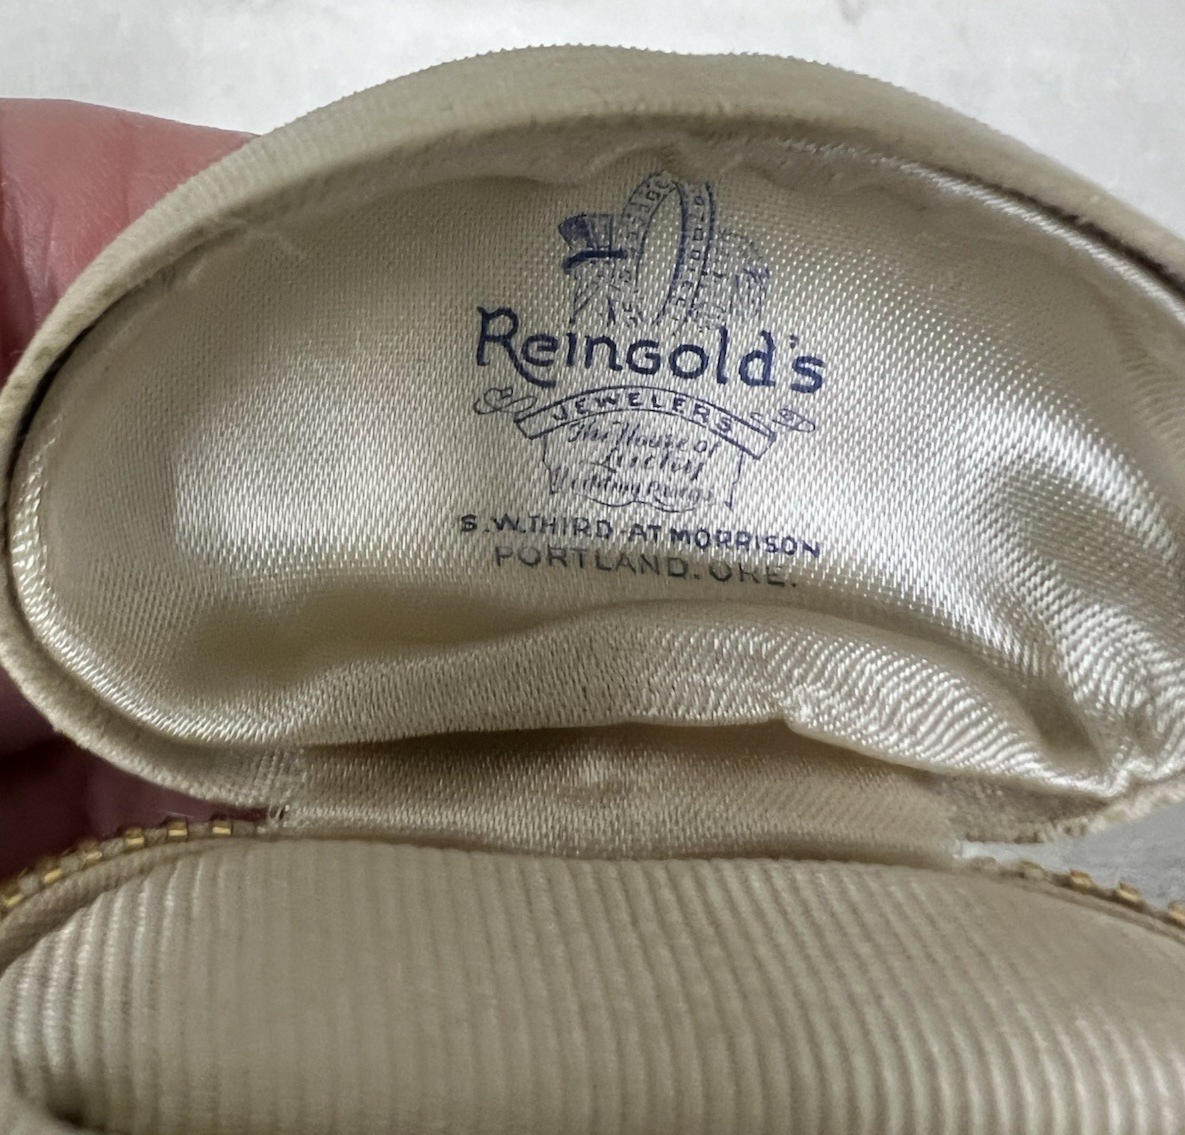 Reingold's
JEWELERS
The House of
Lucky
Wedding Rings
S.W. THIRD AT MORRISON
PORTLAND. ORE.